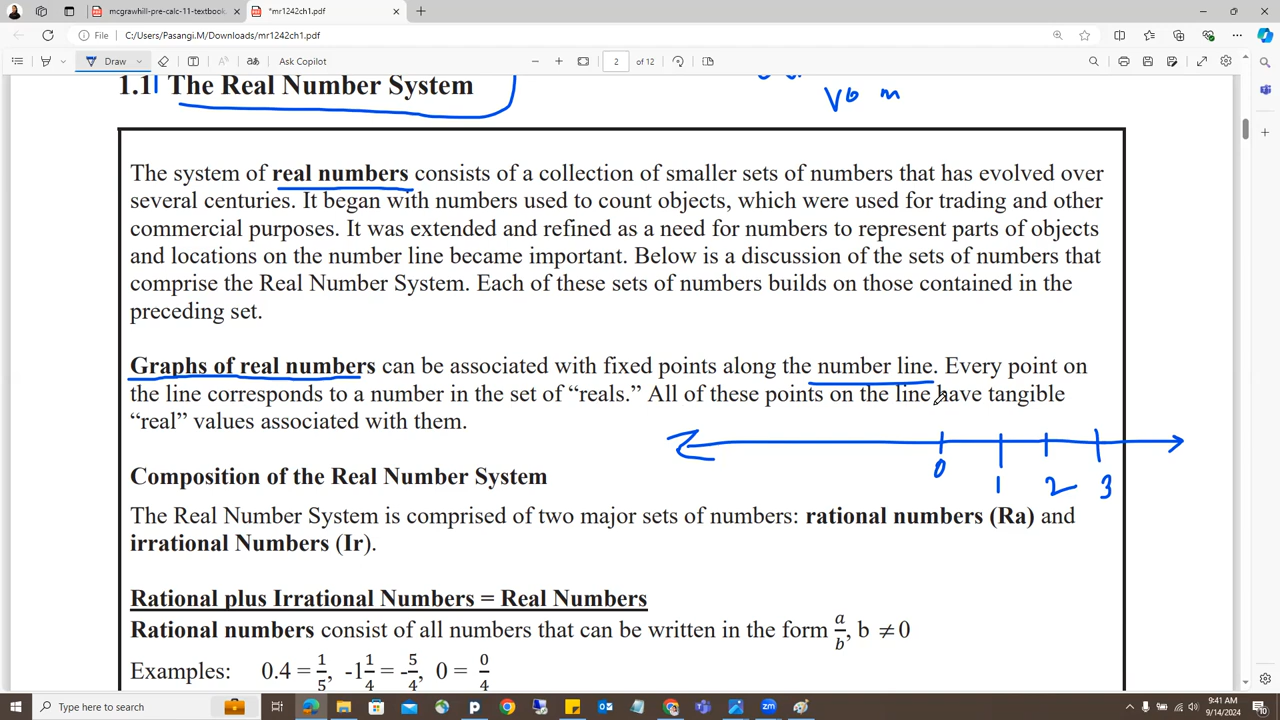 mcgrawhill-pre-calc-11-textbook
*mr1242ch1.pdf
File
C:/Users/Pasangi.M/Downloads/mr1242ch1.pdf
Draw
Ask Copilot
2
of 12
1.1 The Real Number System
Vo m
The system of real numbers consists of a collection of smaller sets of numbers that has evolved over
several centuries. It began with numbers used to count objects, which were used for trading and other
commercial purposes. It was extended and refined as a need for numbers to represent parts of objects
and locations on the number line became important. Below is a discussion of the sets of numbers that
comprise the Real Number System. Each of these sets of numbers builds on those contained in the
preceding set.
Graphs of real numbers can be associated with fixed points along the number line. Every point on
the line corresponds to a number in the set of “reals.” All of these points on the line have tangible
“real” values associated with them.
0 1 2 3
Composition of the Real Number System
The Real Number System is comprised of two major sets of numbers: rational numbers (Ra) and
irrational Numbers (Ir).
Rational plus Irrational Numbers = Real Numbers
Rational numbers consist of all numbers that can be written in the form a/b, b ≠ 0
Examples: 0.4 = 1/5, -1 1/4 = -5/4, 0 = 0/4
Type here to search
9:41 AM
9/14/2024